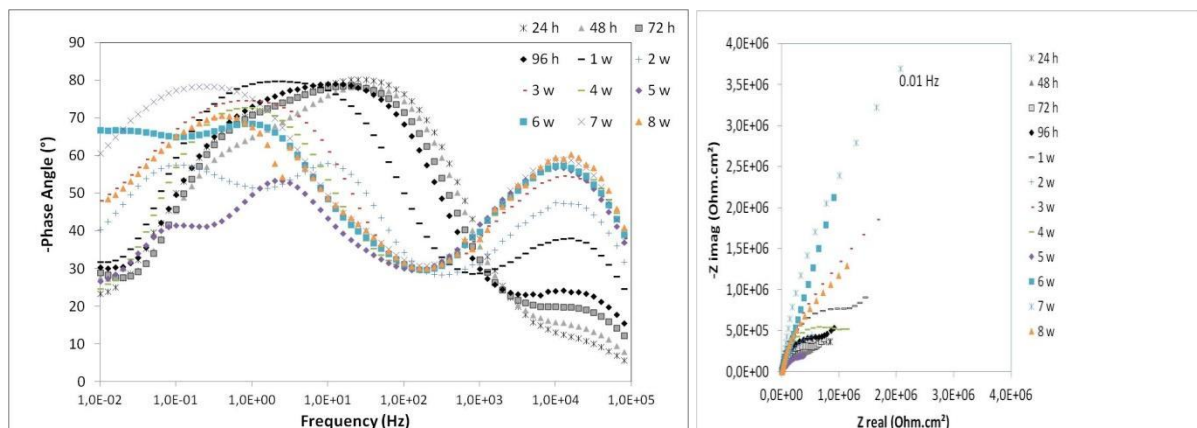 24 h 48 h 72 h
96 h 1 w 2 w
3 w 4 w 5 w
6 w 7 w 8 w
90
80
70
60
50
40
30
20
10
0
-Phase Angle (°)
1,0E-02 1,0E-01 1,0E+00 1,0E+01 1,0E+02 1,0E+03 1,0E+04 1,0E+05
Frequency (Hz)
4,0E+06
3,5E+06
3,0E+06
2,5E+06
2,0E+06
1,5E+06
1,0E+06
5,0E+05
0,0E+00
-Z imag (Ohm.cm²)
0.01 Hz
0,0E+00 1,0E+06 2,0E+06 3,0E+06 4,0E+06
Z real (Ohm.cm²)
24 h
48 h
72 h
96 h
1 w
2 w
3 w
4 w
5 w
6 w
7 w
8 w